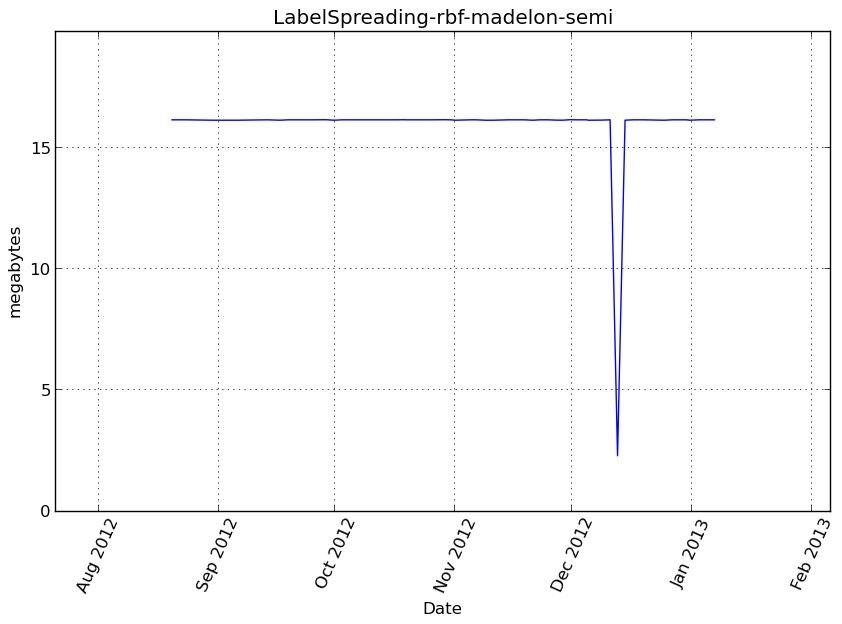 LabelSpreading-rbf-madelon-semi
megabytes
15
10
5
0
Aug 2012
Sep 2012
Oct 2012
Nov 2012
Dec 2012
Jan 2013
Feb 2013
Date